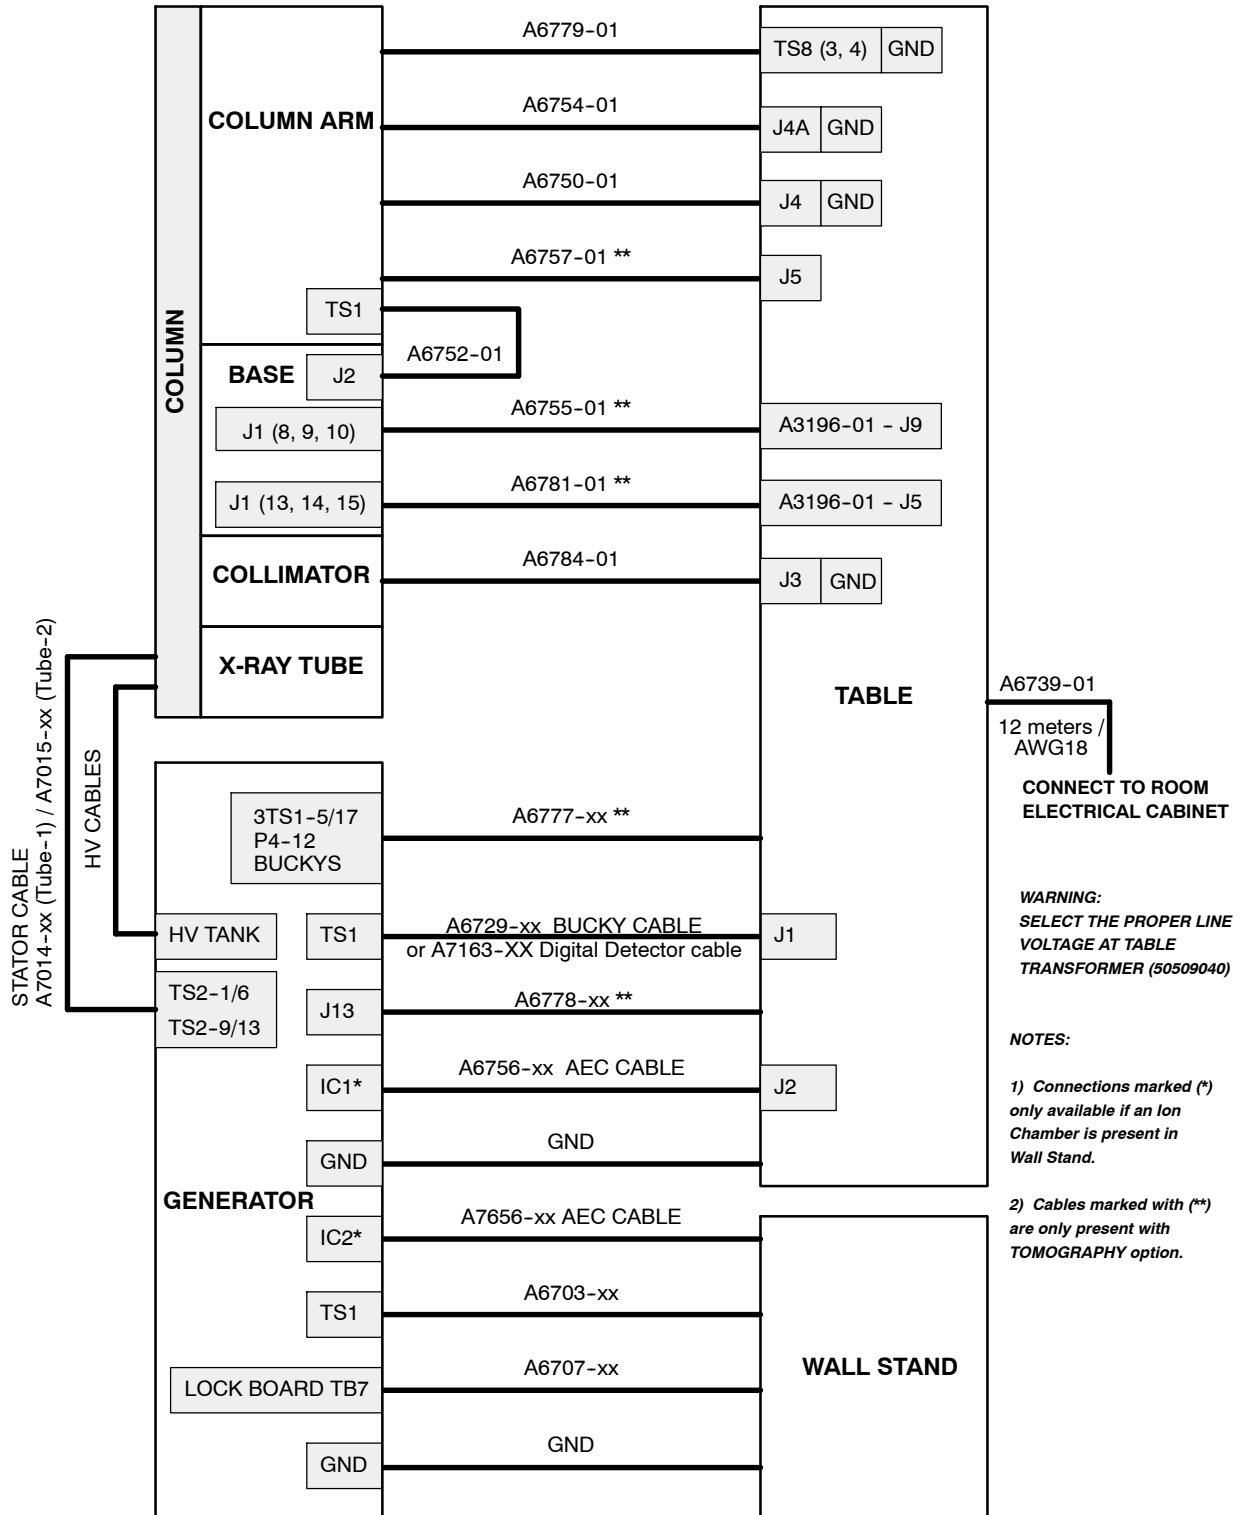 A6779-01
TS8 (3, 4) GND
A6754-01
COLUMN ARM
J4A GND
A6750-01
J4 GND
A6757-01 **
J5
TS1
COLUMN
A6752-01
BASE J2
A6755-01 **
J1 (8, 9, 10)
A3196-01 - J9
A6781-01 **
J1 (13, 14, 15)
A3196-01 - J5
A6784-01
COLLIMATOR
J3 GND
X-RAY TUBE
TABLE
A6739-01
12 meters /
AWG18
CONNECT TO ROOM
ELECTRICAL CABINET
STATOR CABLE
A7014-xx (Tube-1) / A7015-xx (Tube-2)
HV CABLES
3TS1-5/17
P4-12
BUCKYS
A6777-xx **
WARNING:
SELECT THE PROPER LINE
VOLTAGE AT TABLE
TRANSFORMER (50509040)
HV TANK
TS1
A6729-xx BUCKY CABLE
or A7163-XX Digital Detector cable
J1
TS2-1/6
TS2-9/13
J13
A6778-xx **
NOTES:
1) Connections marked (*)
only available if an Ion
Chamber is present in
Wall Stand.
2) Cables marked with (**)
are only present with
TOMOGRAPHY option.
IC1*
A6756-xx AEC CABLE
J2
GND
GND
GENERATOR
A7656-xx AEC CABLE
IC2*
A6703-xx
TS1
WALL STAND
A6707-xx
LOCK BOARD TB7
GND
GND